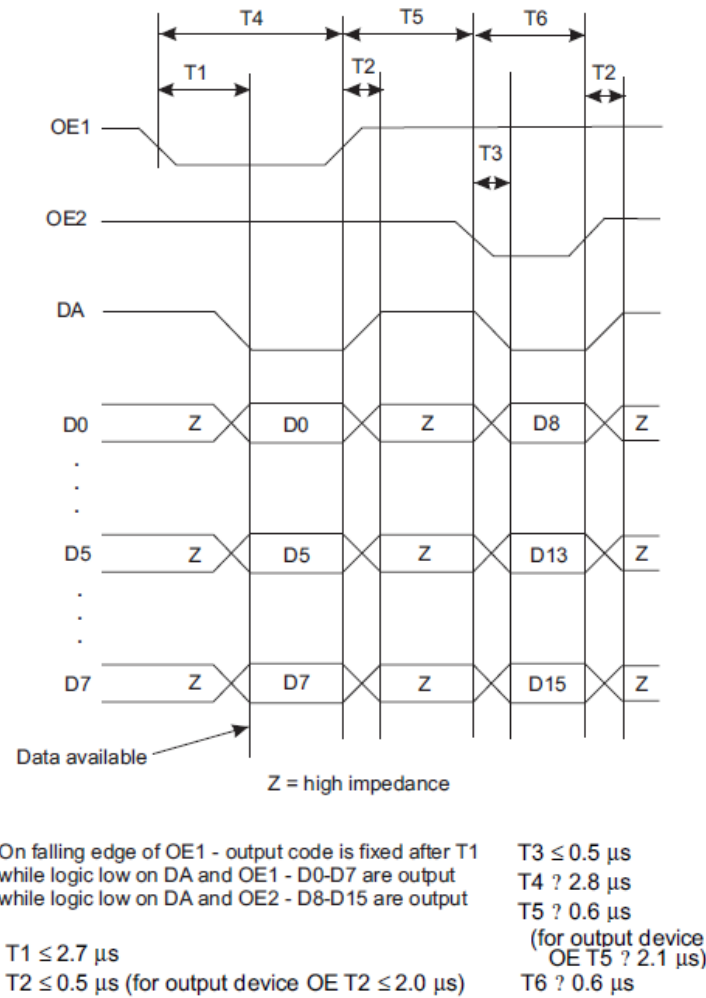 T4 T5 T6
T1 T2 T2
OE1
T3
OE2
DA
D0 Z D0 Z D8 Z
.
.
.
D5 Z D5 Z D13 Z
.
.
.
D7 Z D7 Z D15 Z
Data available
Z = high impedance
On falling edge of OE1 - output code is fixed after T1
while logic low on DA and OE1 - D0-D7 are output
while logic low on DA and OE2 - D8-D15 are output
T1 ≤ 2.7 μs
T2 ≤ 0.5 μs (for output device OE T2 ≤ 2.0 μs)
T3 ≤ 0.5 μs
T4 ? 2.8 μs
T5 ? 0.6 μs
(for output device
OE T5 ? 2.1 μs)
T6 ? 0.6 μs